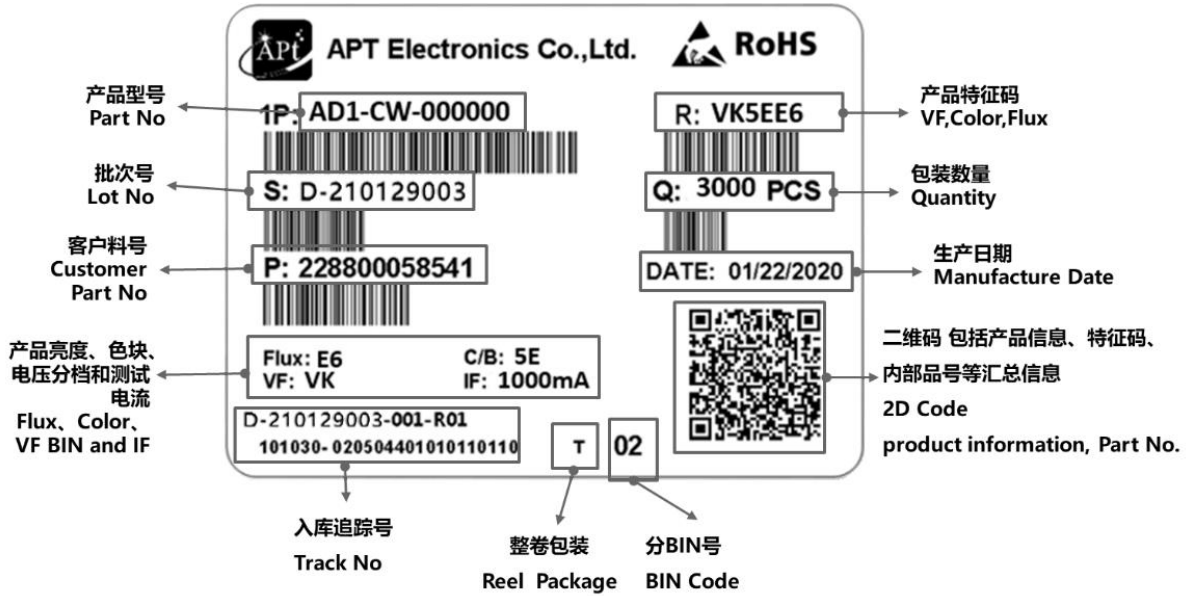 APt
APT Electronics Co.,Ltd.
RoHS
产品型号
Part No
1P: AD1-CW-000000
R: VK5EE6
产品特征码
VF,Color,Flux
批次号
Lot No
S: D-210129003
Q: 3000 PCS
包装数量
Quantity
客户料号
Customer
Part No
P: 228800058541
DATE: 01/22/2020
生产日期
Manufacture Date
产品亮度、色块、
电压分档和测试
电流
Flux、Color、
VF BIN and IF
Flux: E6
C/B: 5E
VF: VK
IF: 1000mA
二维码 包括产品信息、特征码、
内部品号等汇总信息
2D Code
product information, Part No.
D-210129003-001-R01
101030-020504401010110110
T
02
入库追踪号
Track No
整卷包装
Reel Package
分BIN号
BIN Code